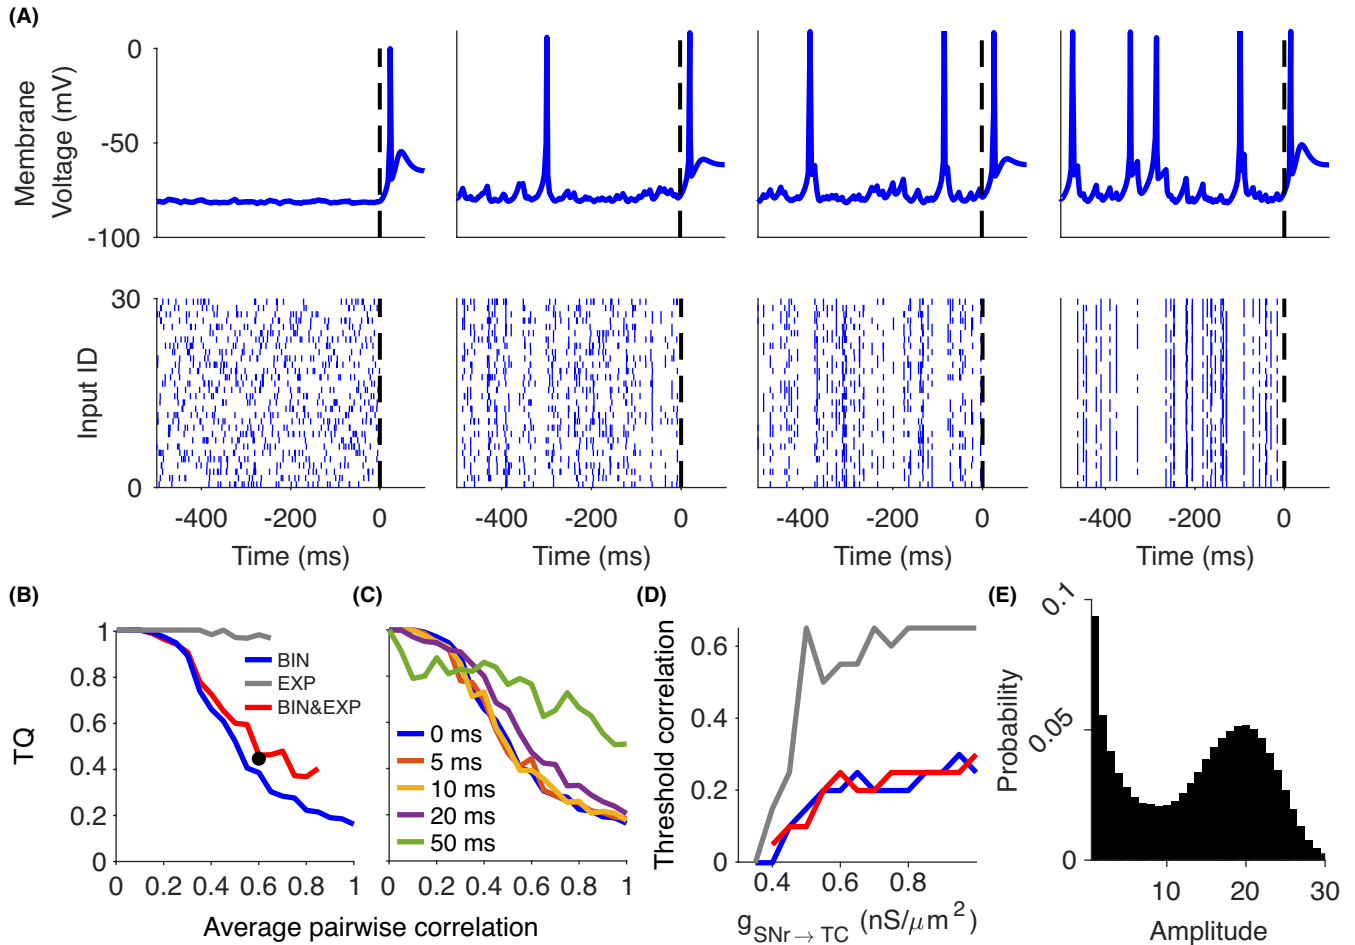 (A)
Membrane
Voltage (mV)
0
-50
-100
Input ID
30
0
-400 -200 0
-400 -200 0
-400 -200 0
-400 -200 0
Time (ms)
Time (ms)
Time (ms)
Time (ms)
(B)
TQ
1
0.8
0.6
0.4
0.2
0
BIN
EXP
BIN&EXP
0 0.2 0.4 0.6 0.8 1
(C)
0 ms
5 ms
10 ms
20 ms
50 ms
0 0.2 0.4 0.6 0.8 1
Average pairwise correlation
(D)
Threshold correlation
0.6
0.4
0.2
0
0.4 0.8
g SNr → TC (nS/μm²)
(E)
Probability
0.1
0.05
0
10 20 30
Amplitude